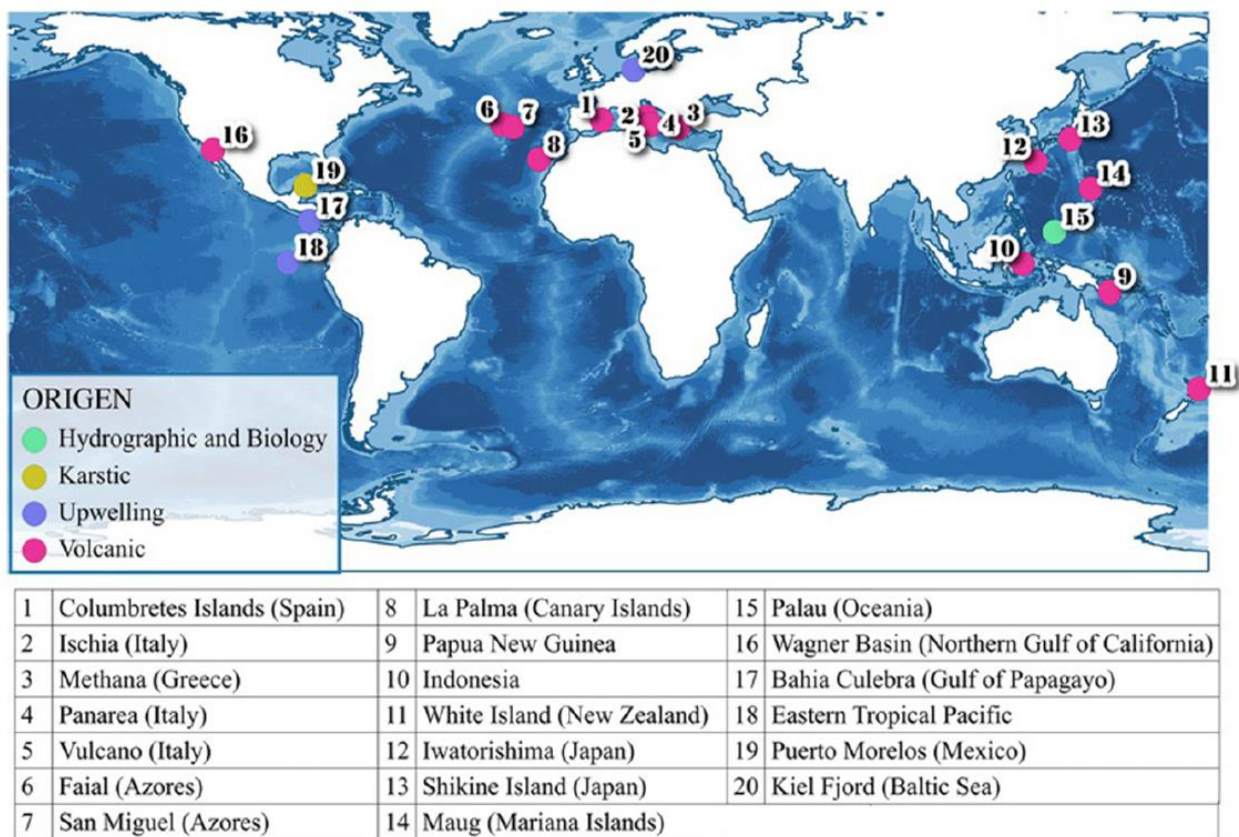 20
6
7
1
2
4
3
5
8
16
19
17
18
13
12
14
15
10
9
11
ORIGEN
Hydrographic and Biology
Karstic
Upwelling
Volcanic
1 Columbretes Islands (Spain) 8 La Palma (Canary Islands) 15 Palau (Oceania)
2 Ischia (Italy) 9 Papua New Guinea 16 Wagner Basin (Northern Gulf of California)
3 Methana (Greece) 10 Indonesia 17 Bahia Culebra (Gulf of Papagayo)
4 Panarea (Italy) 11 White Island (New Zealand) 18 Eastern Tropical Pacific
5 Vulcano (Italy) 12 Iwatorishima (Japan) 19 Puerto Morelos (Mexico)
6 Faial (Azores) 13 Shikine Island (Japan) 20 Kiel Fjord (Baltic Sea)
7 San Miguel (Azores) 14 Maug (Mariana Islands)